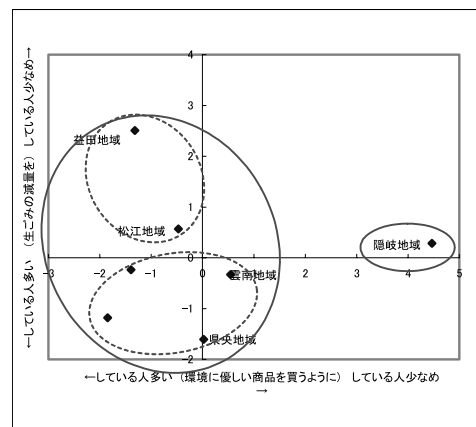 ←している人多い (生ごみの減量を) している人少なめ→
4
3
益田地域
2
1
松江地域
隠岐地域
0
-3 -2 -1 0 1 2 3 4 5
雲南地域
-1
県央地域
-2
←している人多い (環境に優しい商品を買うように) している人少なめ
→